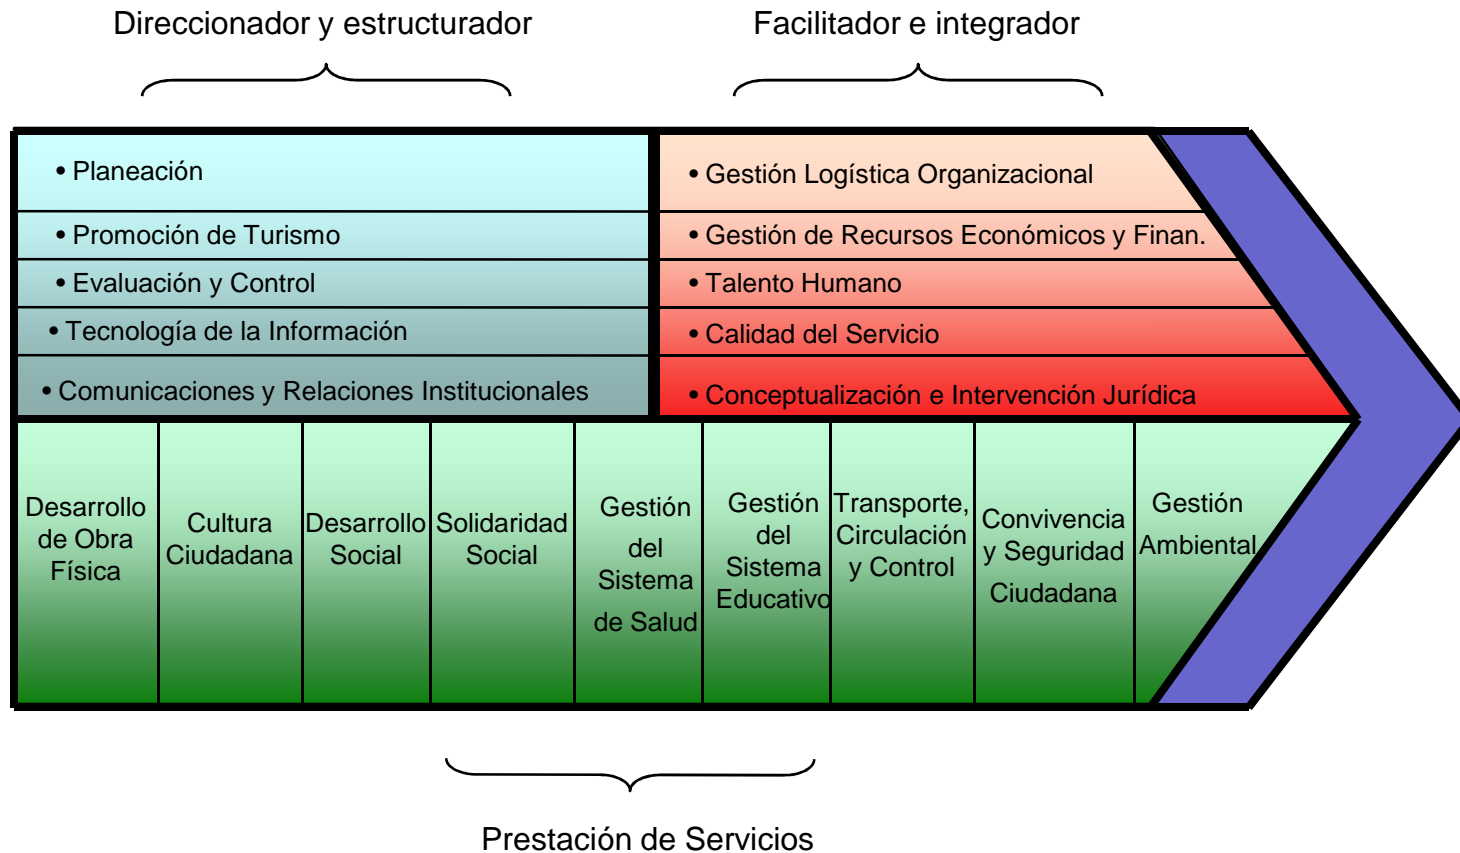 Direccionador y estructurador
Facilitador e integrador
• Planeación
• Promoción de Turismo
• Evaluación y Control
• Tecnología de la Información
• Comunicaciones y Relaciones Institucionales
• Gestión Logística Organizacional
• Gestión de Recursos Económicos y Finan.
• Talento Humano
• Calidad del Servicio
• Conceptualización e Intervención Jurídica
Desarrollo
de Obra
Física
Cultura
Ciudadana
Desarrollo
Social
Solidaridad
Social
Gestión
del
Sistema
de Salud
Gestión
del
Sistema
Educativo
Transporte,
Circulación
y Control
Convivencia
y Seguridad
Ciudadana
Gestión
Ambiental
Prestación de Servicios